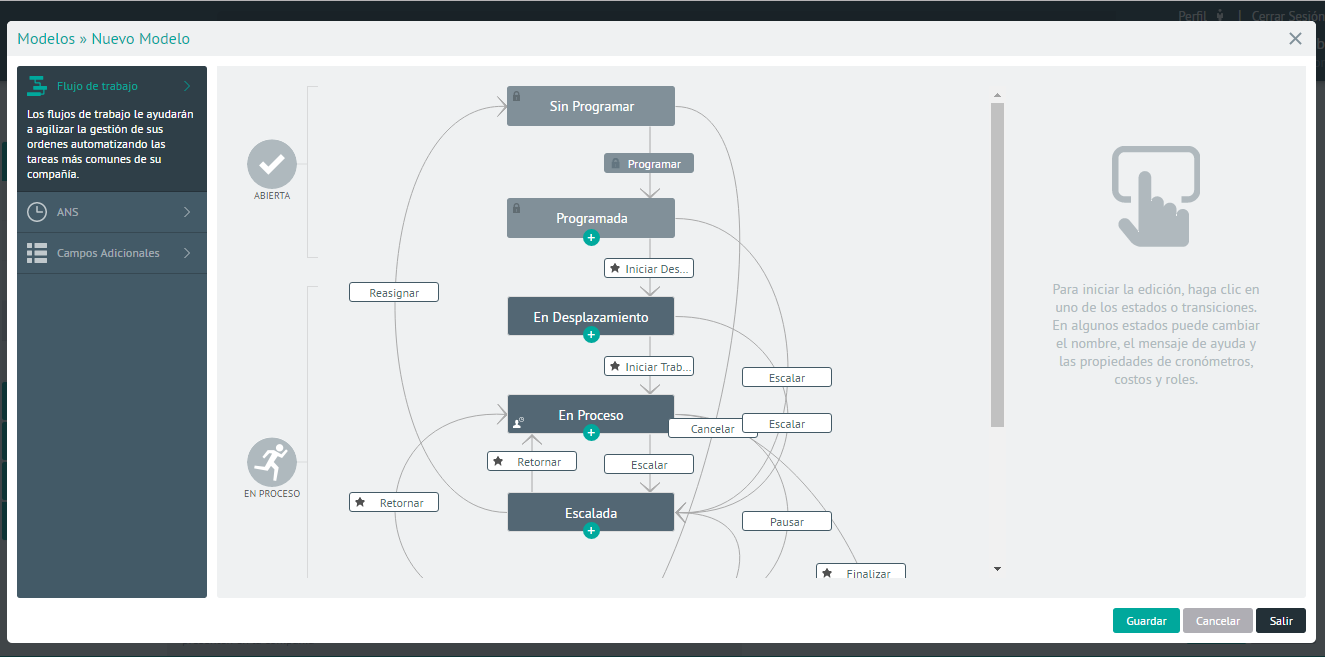 Perfil | Cerrar Sesión
Modelos » Nuevo Modelo
Flujo de trabajo
Los flujos de trabajo le ayudarán
a agilizar la gestión de sus
ordenes automatizando las
tareas más comunes de su
compañía.
ANS
Campos Adicionales
ABIERTA
EN PROCESO
Sin Programar
Programar
Programada
Iniciar Des...
Reasignar
En Desplazamiento
Iniciar Trab...
Escalar
En Proceso
Cancelar
Escalar
Retornar
Escalar
Retornar
Escalada
Pausar
Finalizar
Para iniciar la edición, haga clic en
uno de los estados o transiciones.
En algunos estados puede cambiar
el nombre, el mensaje de ayuda y
las propiedades de cronómetros,
costos y roles.
Guardar
Cancelar
Salir